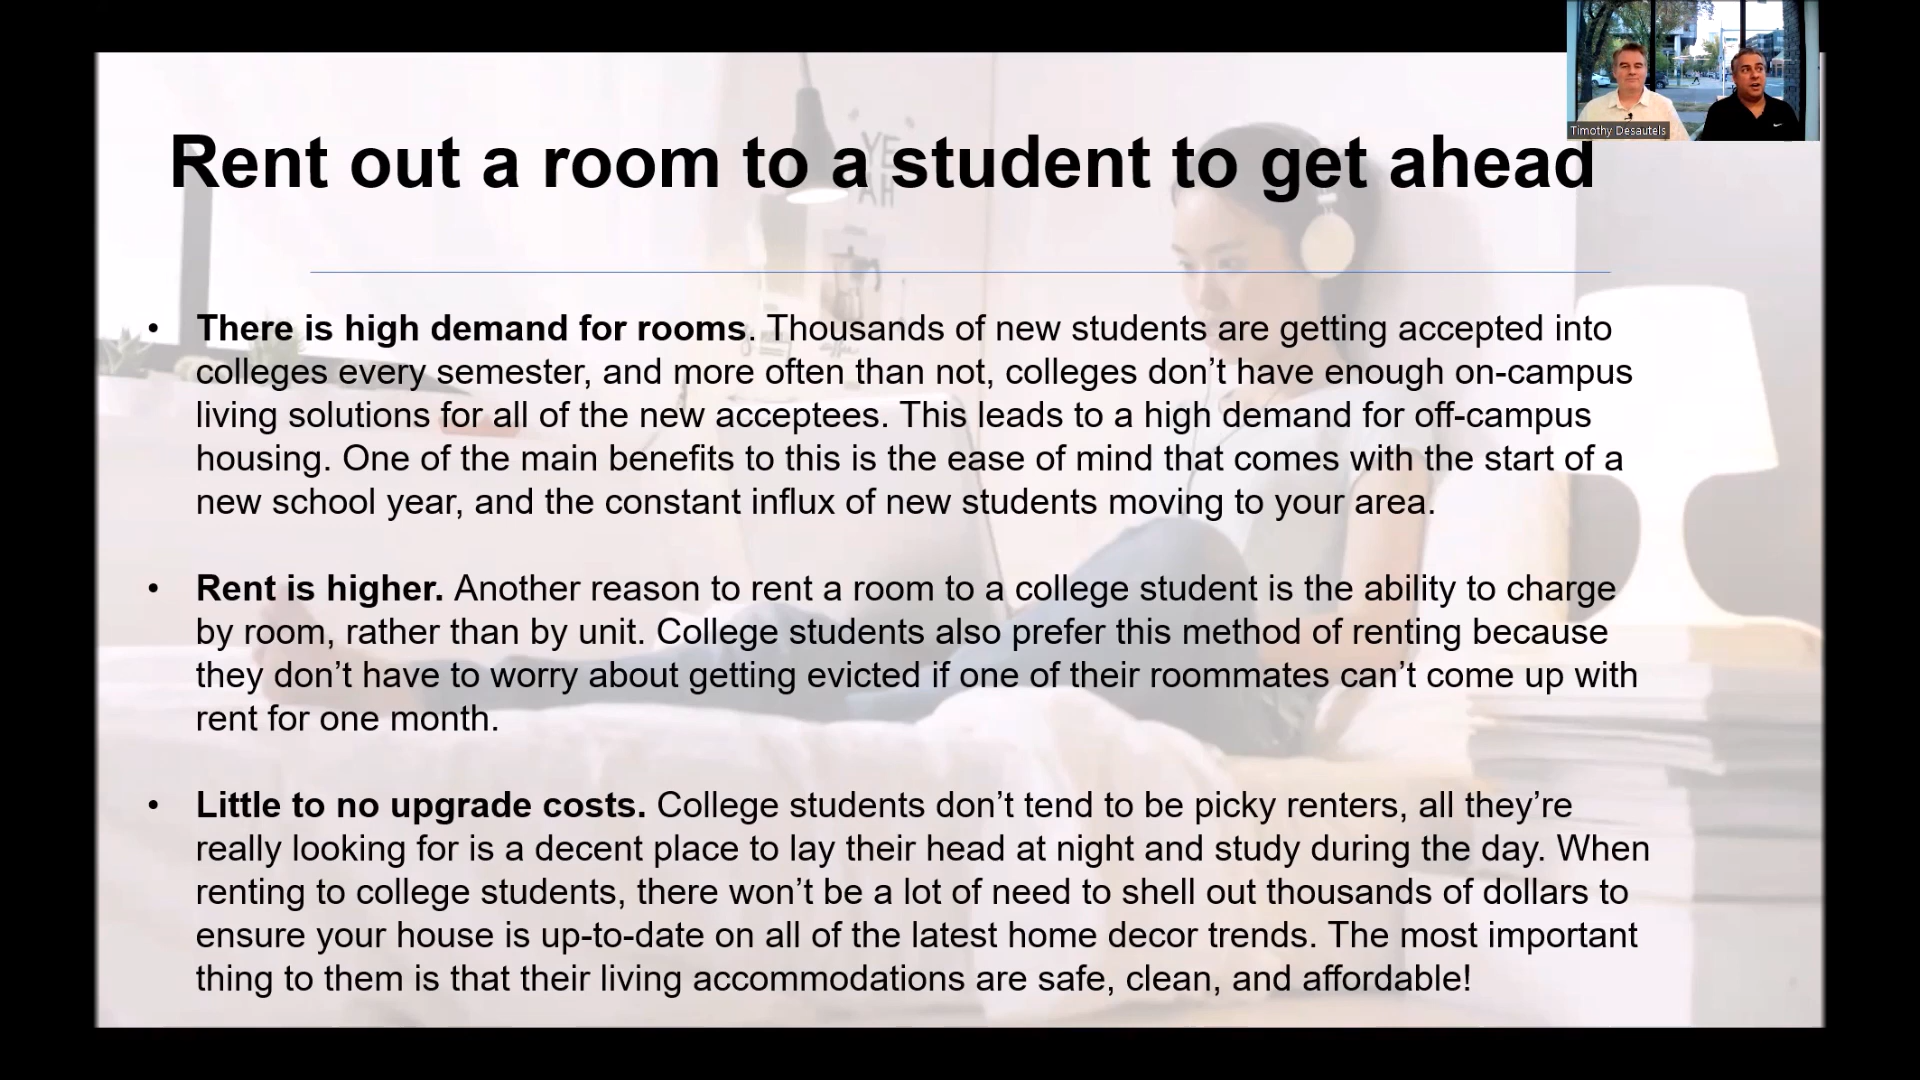 Timothy Desautels
Rent out a room to a student to get ahead
YE
AH
• There is high demand for rooms. Thousands of new students are getting accepted into
colleges every semester, and more often than not, colleges don’t have enough on-campus
living solutions for all of the new acceptees. This leads to a high demand for off-campus
housing. One of the main benefits to this is the ease of mind that comes with the start of a
new school year, and the constant influx of new students moving to your area.
• Rent is higher. Another reason to rent a room to a college student is the ability to charge
by room, rather than by unit. College students also prefer this method of renting because
they don’t have to worry about getting evicted if one of their roommates can’t come up with
rent for one month.
• Little to no upgrade costs. College students don’t tend to be picky renters, all they’re
really looking for is a decent place to lay their head at night and study during the day. When
renting to college students, there won’t be a lot of need to shell out thousands of dollars to
ensure your house is up-to-date on all of the latest home decor trends. The most important
thing to them is that their living accommodations are safe, clean, and affordable!